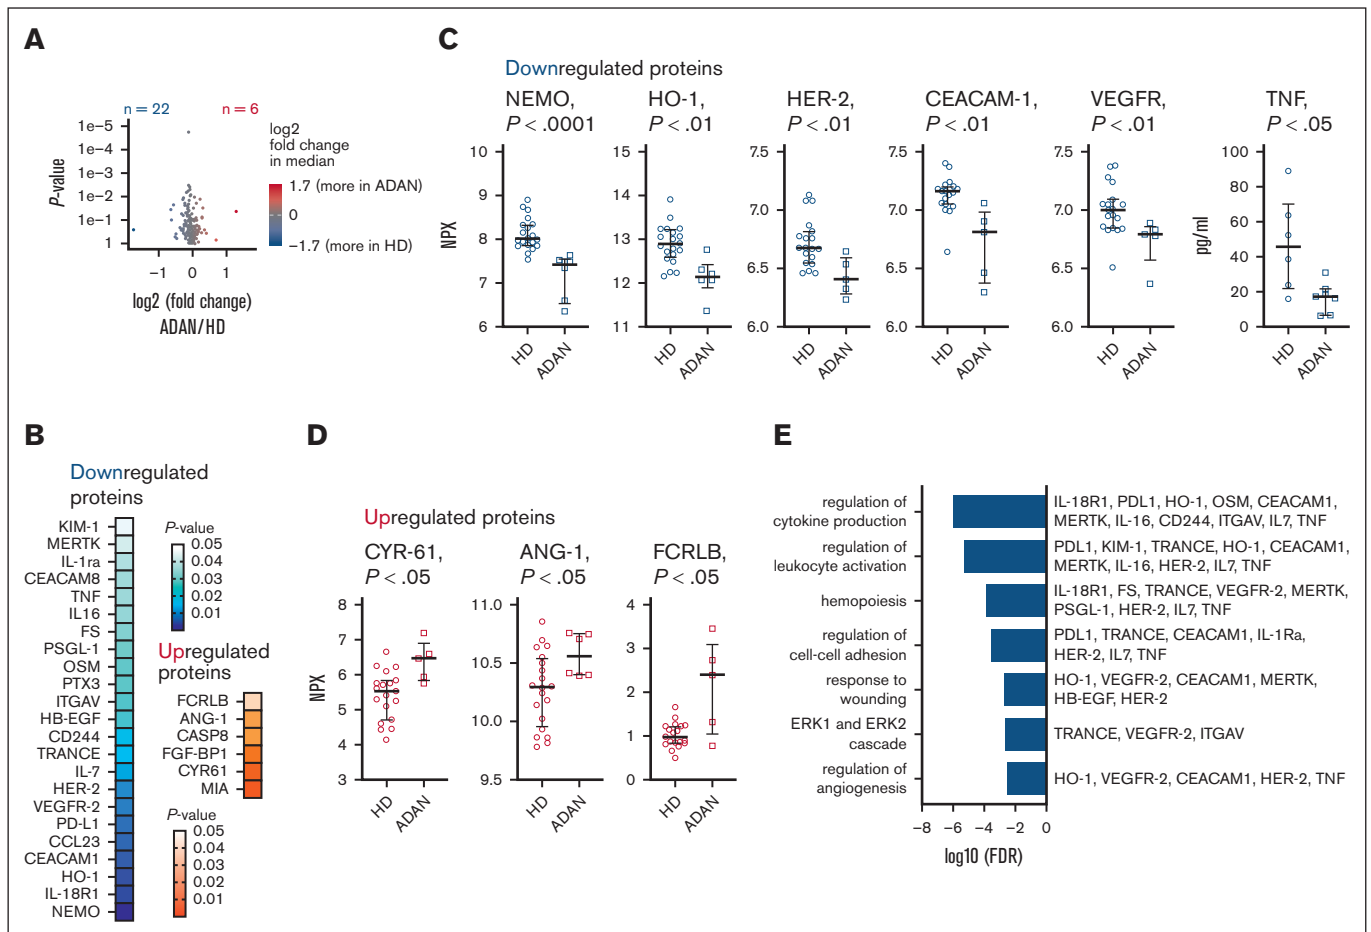 A
n = 22
n = 6
1e–5
1e–4
1e–3
1e–2
1e–1
1
P-value
−1
0
1
log2 (fold change)
ADAN/HD
log2
fold change
in median
1.7 (more in ADAN)
0
−1.7 (more in HD)
C
Downregulated proteins
NEMO,
P < .0001
HO-1,
P < .01
HER-2,
P < .01
CEACAM-1,
P < .01
VEGFR,
P < .01
TNF,
P < .05
NPX
10
9
8
7
6
HD
ADAN
15
14
13
12
11
HD
ADAN
7.5
7.0
6.5
6.0
HD
ADAN
7.5
7.0
6.5
6.0
HD
ADAN
7.5
7.0
6.5
6.0
HD
ADAN
pg/ml
100
80
60
40
20
0
HD
ADAN
B
Downregulated
proteins
KIM-1
MERTK
IL-1ra
CEACAM8
TNF
IL16
FS
PSGL-1
OSM
PTX3
ITGAV
HB-EGF
CD244
TRANCE
IL-7
HER-2
VEGFR-2
PD-L1
CCL23
CEACAM1
HO-1
IL-18R1
NEMO
P-value
0.05
0.04
0.03
0.02
0.01
Upregulated
proteins
FCRLB
ANG-1
CASP8
FGF-BP1
CYR61
MIA
P-value
0.05
0.04
0.03
0.02
0.01
D
Upregulated proteins
CYR-61,
P < .05
ANG-1,
P < .05
FCRLB,
P < .05
NPX
8
7
6
5
4
3
HD
ADAN
11.0
10.5
10.0
9.5
HD
ADAN
4
3
2
1
0
HD
ADAN
E
regulation of
cytokine production
IL-18R1, PDL1, HO-1, OSM, CEACAM1,
MERTK, IL-16, CD244, ITGAV, IL7, TNF
regulation of
leukocyte activation
PDL1, KIM-1, TRANCE, HO-1, CEACAM1,
MERTK, IL-16, HER-2, IL7, TNF
hemopoiesis
IL-18R1, FS, TRANCE, VEGFR-2, MERTK,
PSGL-1, HER-2, IL7, TNF
regulation of
cell-cell adhesion
PDL1, TRANCE, CEACAM1, IL-1Ra,
HER-2, IL7, TNF
response to
wounding
HO-1, VEGFR-2, CEACAM1, MERTK,
HB-EGF, HER-2
ERK1 and ERK2
cascade
TRANCE, VEGFR-2, ITGAV
regulation of
angiogenesis
HO-1, VEGFR-2, CEACAM1, HER-2, TNF
−8
−6
−4
−2
0
log10 (FDR)